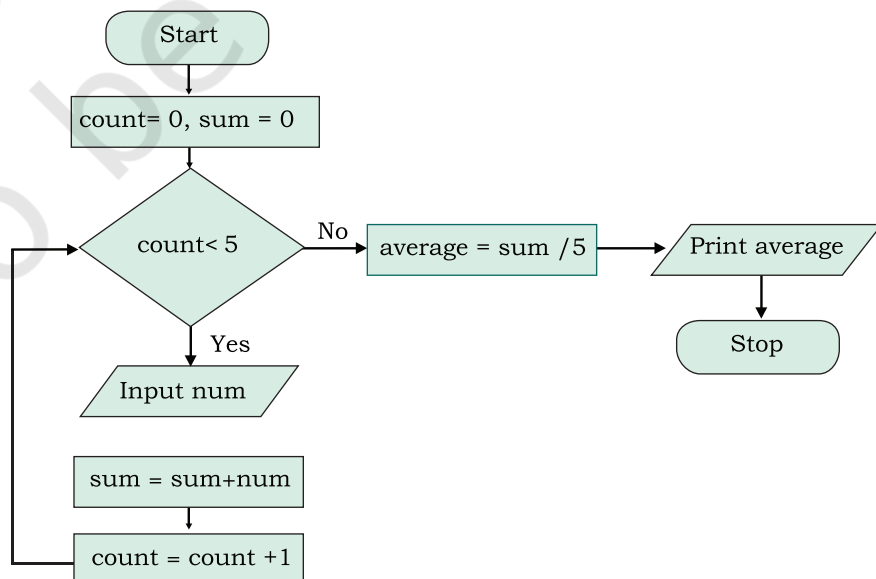 Start
count= 0, sum = 0
count< 5
No
average = sum /5
Print average
Yes
Stop
Input num
sum = sum+num
count = count +1
o be